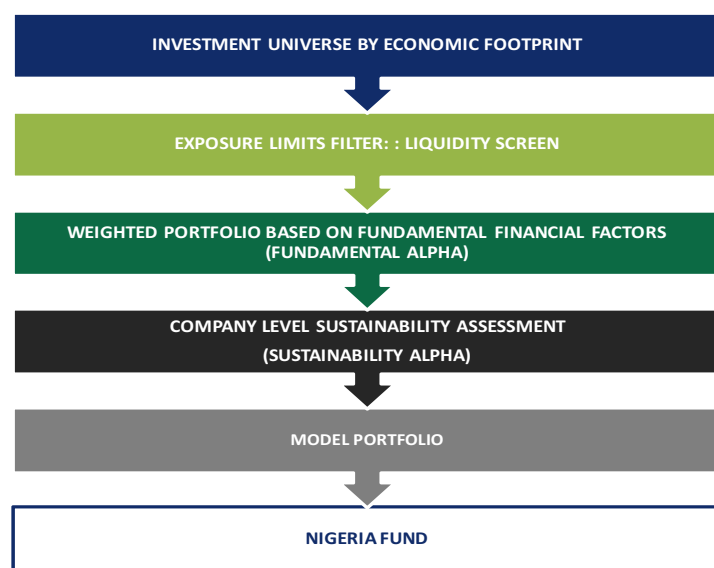 INVESTMENT UNIVERSE BY ECONOMIC FOOTPRINT
EXPOSURE LIMITS FILTER: : LIQUIDITY SCREEN
WEIGHTED PORTFOLIO BASED ON FUNDAMENTAL FINANCIAL FACTORS
(FUNDAMENTAL ALPHA)
COMPANY LEVEL SUSTAINABILITY ASSESSMENT
(SUSTAINABILITY ALPHA)
MODEL PORTFOLIO
NIGERIA FUND